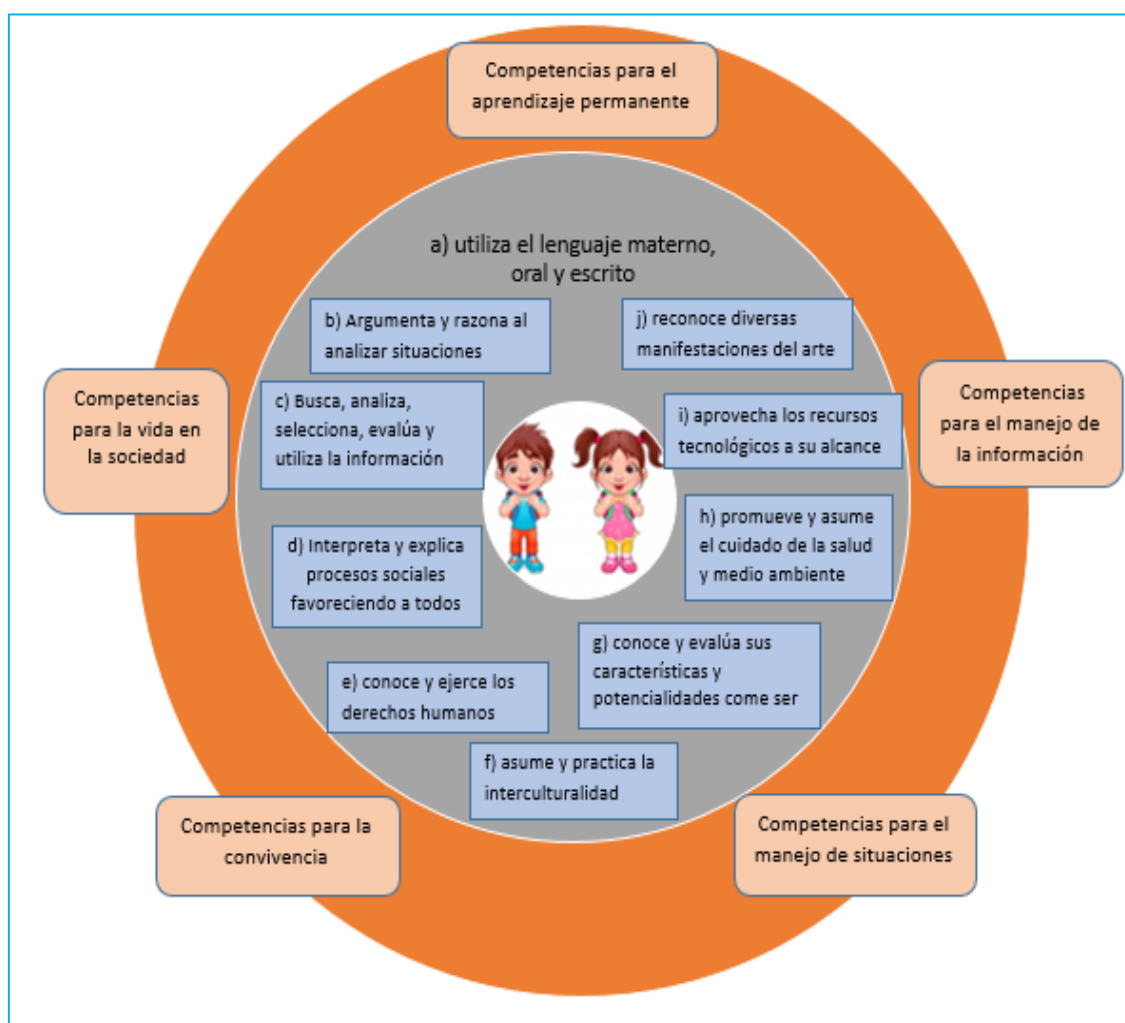 Competencias para el
aprendizaje permanente
a) utiliza el lenguaje materno,
oral y escrito
b) Argumenta y razona al
analizar situaciones
j) reconoce diversas
manifestaciones del arte
Competencias
para la vida en
la sociedad
c) Busca, analiza,
selecciona, evalúa y
utiliza la información
i) aprovecha los recursos
tecnológicos a su alcance
Competencias
para el manejo de
la información
d) Interpreta y explica
procesos sociales
favoreciendo a todos
h) promueve y asume
el cuidado de la salud
y medio ambiente
e) conoce y ejerce los
derechos humanos
g) conoce y evalúa sus
características y
potencialidades come ser
f) asume y practica la
interculturalidad
Competencias para la
convivencia
Competencias para el
manejo de situaciones